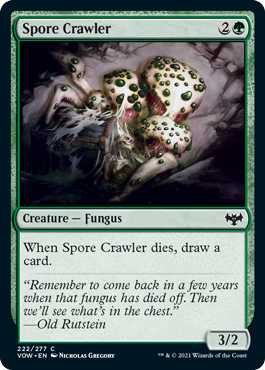 Spore Crawler 2
Creature — Fungus
When Spore Crawler dies, draw a
card.
“Remember to come back in a few years
when that fungus has died off. Then
we'll see what's in the chest.”
—Old Rutstein
3/2
222/277 C
VOW • EN Nicholas Gregory
™ & © 2021 Wizards of the Coast